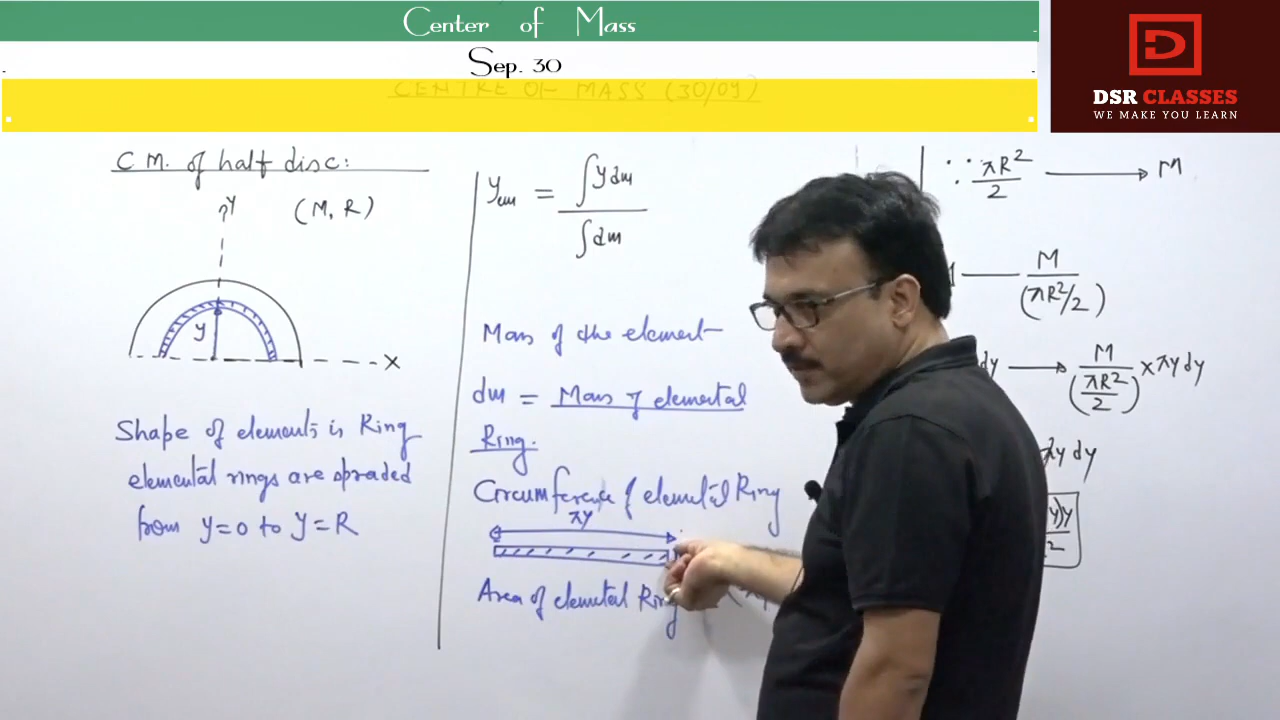 Center of Mass
Sep. 30
CENTRE OF MASS (30/09)
DSR CLASSES
WE MAKE YOU LEARN
C.M. of half disc:
Y
(M, R)
y
X
Shape of elements is Ring
elemental rings are spraded
from y=0 to y=R
y_cm = ∫y dm / ∫dm
Mass of the element
dm = Mass of elemental
Ring.
Circumference of elemental Ring
πy
Area of elemental Ring
∵ πR²/2 → M
M/(πR²/2)
dy → M/(πR²/2) × πy dy
y dy